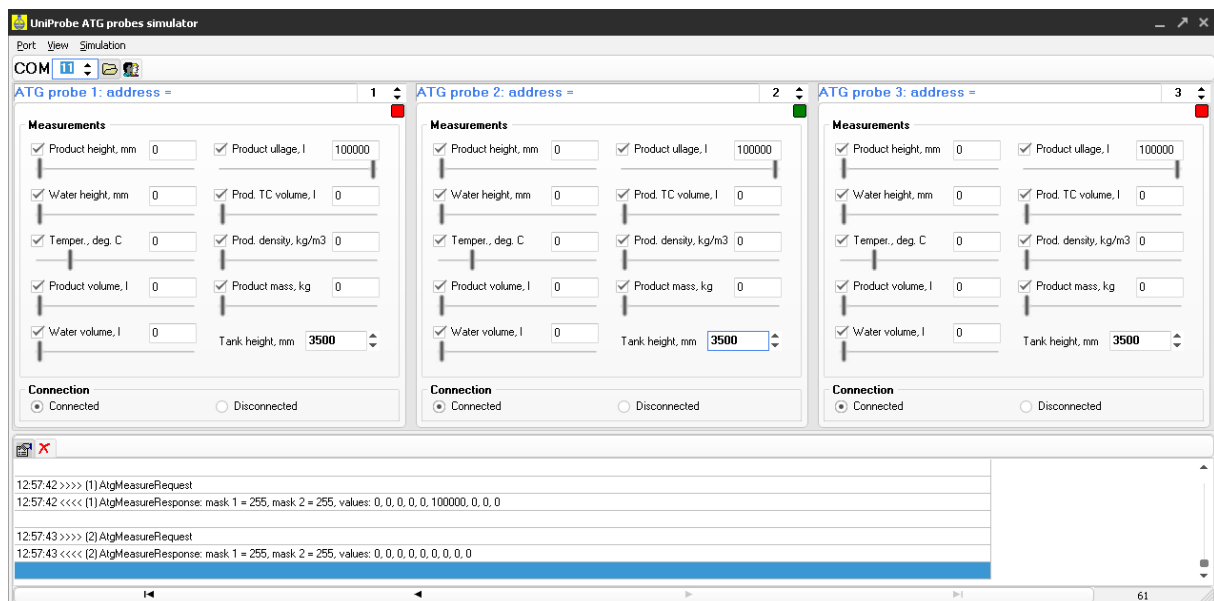 UniProbe ATG probes simulator
Port View Simulation
COM 11
ATG probe 1: address = 1
Measurements
Product height, mm 0 Product ullage, l 100000
Water height, mm 0 Prod. TC volume, l 0
Temper., deg. C 0 Prod. density, kg/m3 0
Product volume, l 0 Product mass, kg 0
Water volume, l 0 Tank height, mm 3500
Connection
Connected Disconnected
ATG probe 2: address = 2
Measurements
Product height, mm 0 Product ullage, l 100000
Water height, mm 0 Prod. TC volume, l 0
Temper., deg. C 0 Prod. density, kg/m3 0
Product volume, l 0 Product mass, kg 0
Water volume, l 0 Tank height, mm 3500
Connection
Connected Disconnected
ATG probe 3: address = 3
Measurements
Product height, mm 0 Product ullage, l 100000
Water height, mm 0 Prod. TC volume, l 0
Temper., deg. C 0 Prod. density, kg/m3 0
Product volume, l 0 Product mass, kg 0
Water volume, l 0 Tank height, mm 3500
Connection
Connected Disconnected
12:57:42 >>>> (1) AtgMeasureRequest
12:57:42 <<<< (1) AtgMeasureResponse: mask 1 = 255, mask 2 = 255, values: 0, 0, 0, 0, 0, 100000, 0, 0, 0
12:57:43 >>>> (2) AtgMeasureRequest
12:57:43 <<<< (2) AtgMeasureResponse: mask 1 = 255, mask 2 = 255, values: 0, 0, 0, 0, 0, 0, 0, 0, 0
61